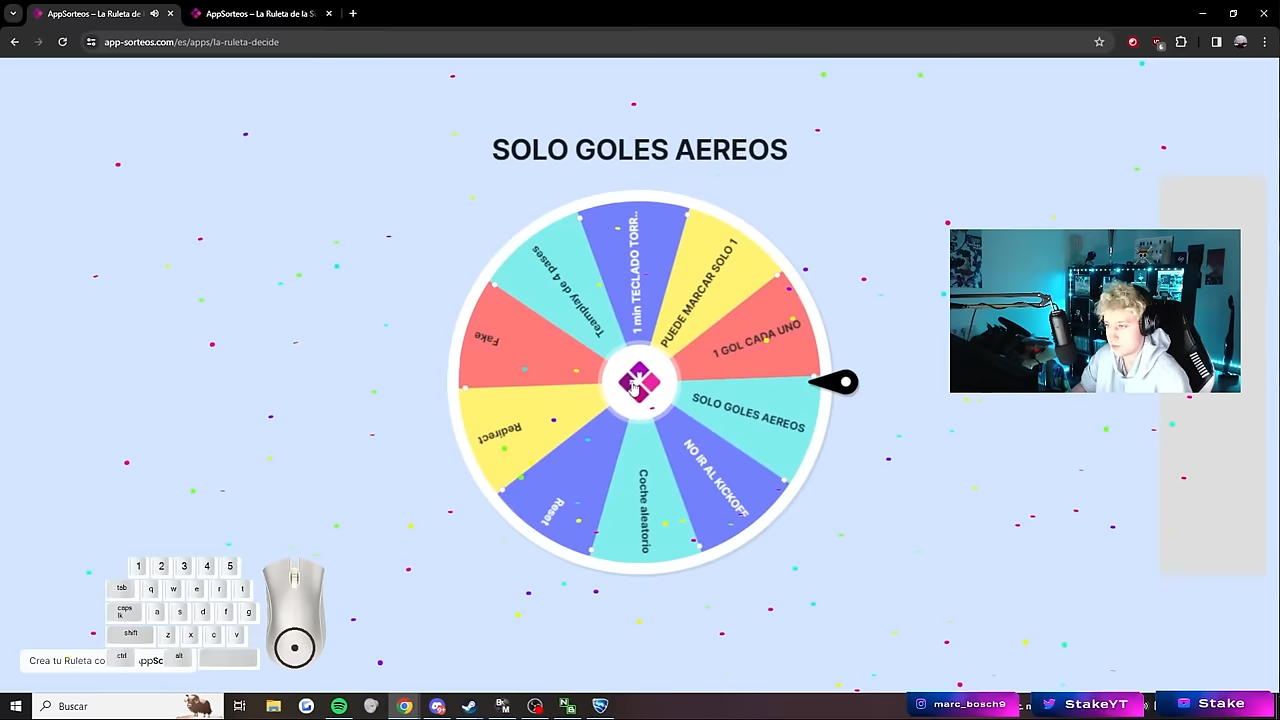 AppSorteos – La Ruleta de
AppSorteos – La Ruleta de la S
app-sorteos.com/es/apps/la-ruleta-decide
6
SOLO GOLES AEREOS
1 min TECLADO TORR..
PUEDE MARCAR SOLO 1
1 GOL CADA UNO
SOLO GOLES AEREOS
NO IR AL KICKOFF
Coche aleatorio
Reset
Redirect
Fake
Teamplay de 4 pases
1 2 3 4 5
tab q w e r t
caps lk a s d f g
shift z x c v
ctrl alt
Crea tu Ruleta co
Buscar
marc_bosch9
StakeYT
Stake